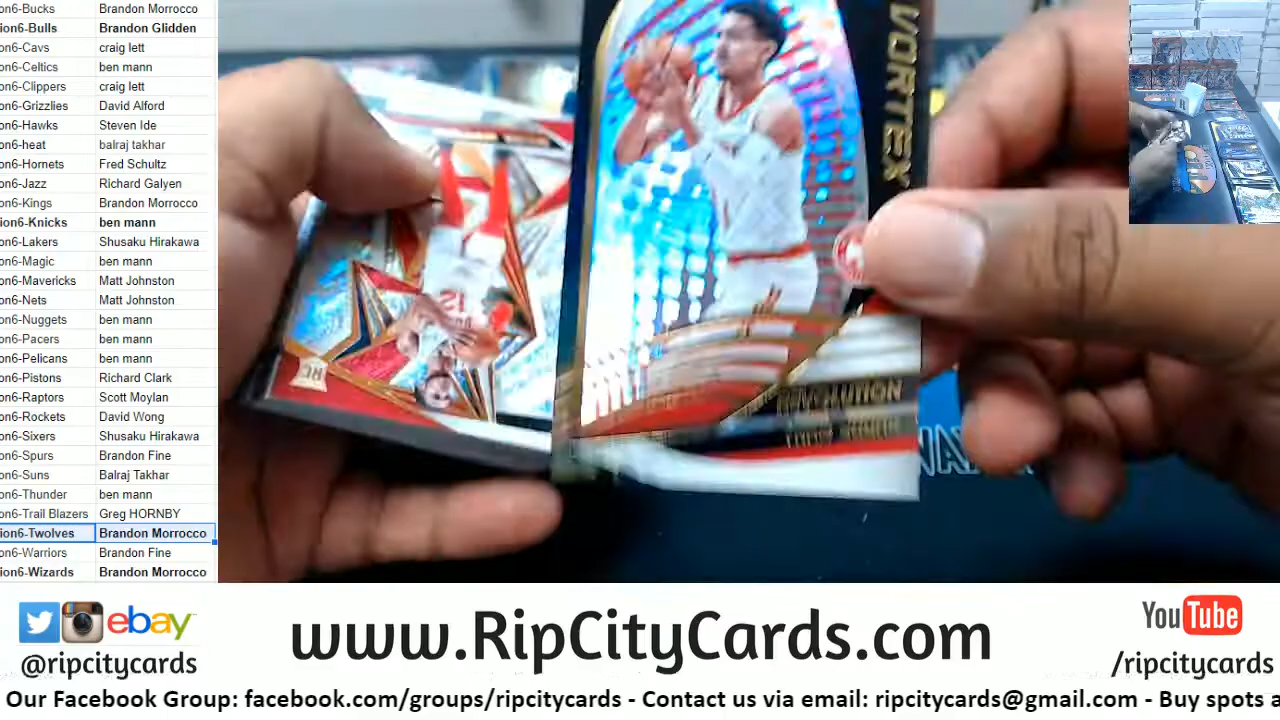 on6-Bucks Brandon Morrocco
ion6-Bulls Brandon Glidden
on6-Cavs craig lett
on6-Celtics ben mann
on6-Clippers craig lett
on6-Grizzlies David Alford
on6-Hawks Steven Ide
on6-heat balraj takhar
on6-Hornets Fred Schultz
on6-Jazz Richard Galyen
on6-Kings Brandon Morrocco
ion6-Knicks ben mann
on6-Lakers Shusaku Hirakawa
on6-Magic ben mann
on6-Mavericks Matt Johnston
on6-Nets Matt Johnston
on6-Nuggets ben mann
on6-Pacers ben mann
on6-Pelicans ben mann
on6-Pistons Richard Clark
on6-Raptors Scott Moylan
on6-Rockets David Wong
on6-Sixers Shusaku Hirakawa
on6-Spurs Brandon Fine
on6-Suns Balraj Takhar
on6-Thunder ben mann
on6-Trail Blazers Greg HORNBY
ion6-Twolves Brandon Morrocco
on6-Warriors Brandon Fine
ion6-Wizards Brandon Morrocco
VORTEX
REVOLUTION
RC
12
ebay
@ripcitycards
www.RipCityCards.com
YouTube
/ripcitycards
Our Facebook Group: facebook.com/groups/ripcitycards - Contact us via email: ripcitycards@gmail.com - Buy spots a